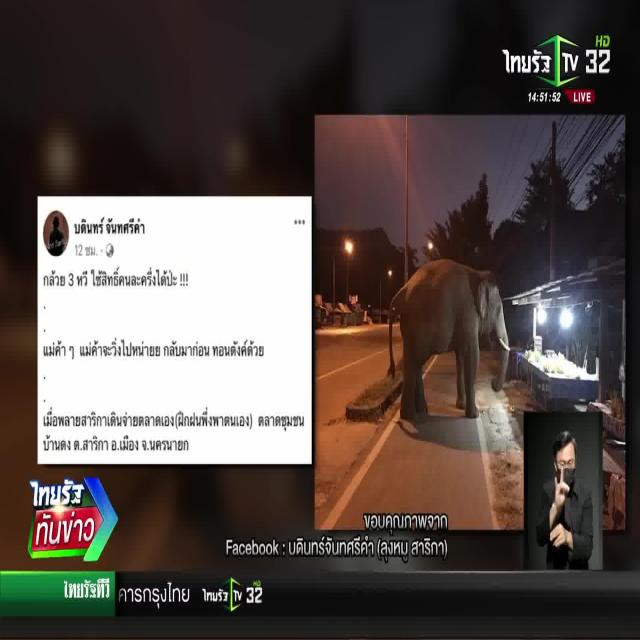 ไทยรัฐ TV 32 HD
14:51:52 LIVE
บดินทร์ จันทศรีคำ
12 ชม. ·
กล้วย 3 หวี ใช้สิทธิ์คนละครึ่งได้ป่ะ !!!
.
.
แม่ค้า ๆ แม่ค้าจะวิ่งไปหน่ายย กลับมาก่อน ทอนตังค์ด้วย
.
.
เมื่อพลายสาริกาเดินจ่ายตลาดเอง(ฝึกฝนพึ่งพาตนเอง) ตลาดชุมชน
บ้านดง ต.สาริกา อ.เมือง จ.นครนายก
ขอบคุณภาพจาก
Facebook : บดินทร์จันทศรีคำ (ลุงหมู สาริกา)
ไทยรัฐ
ทันข่าว
ไทยรัฐทีวี คารกรุงไทย ไทยรัฐ TV 32 HD